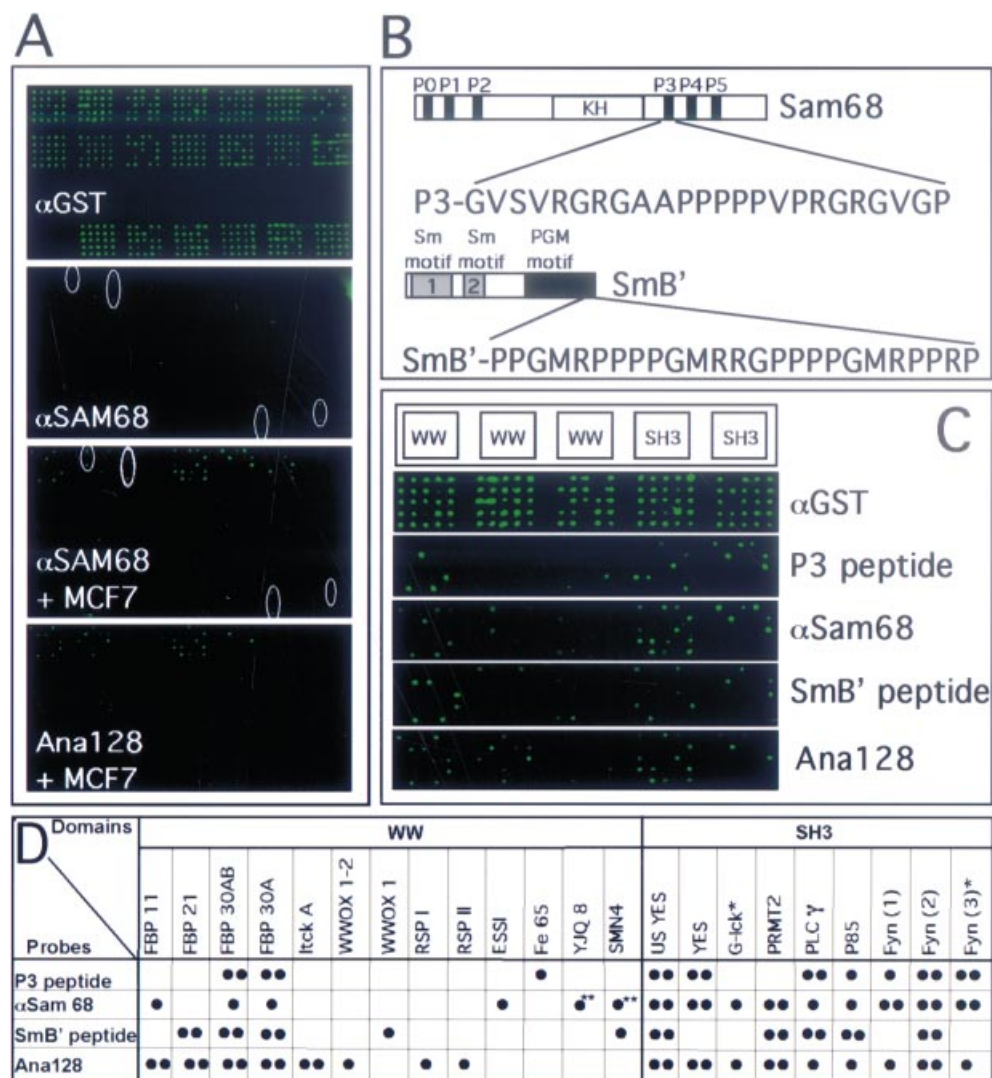 A
αGST
αSAM68
αSAM68
+ MCF7
Ana128
+ MCF7
B
P0 P1 P2 P3 P4 P5
KH
Sam68
P3-GVSVRGRGAAPPPPPVPRGRGVGP
Sm motif Sm motif PGM motif
1 2
SmB'
SmB'-PPGMRPPPPGMRRGPPPPGMRPPRP
C
WW WW WW SH3 SH3
αGST
P3 peptide
αSam68
SmB' peptide
Ana128
D
Domains WW SH3
Probes FBP 11 FBP 21 FBP 30AB FBP 30A Itck A WWOX 1-2 WWOX 1 RSP I RSP II ESSI Fe 65 YJQ 8 SMN4 US YES YES G-lck* PRMT2 PLC γ P85 Fyn (1) Fyn (2) Fyn (3)*
P3 peptide
αSam 68 ** **
SmB' peptide
Ana128